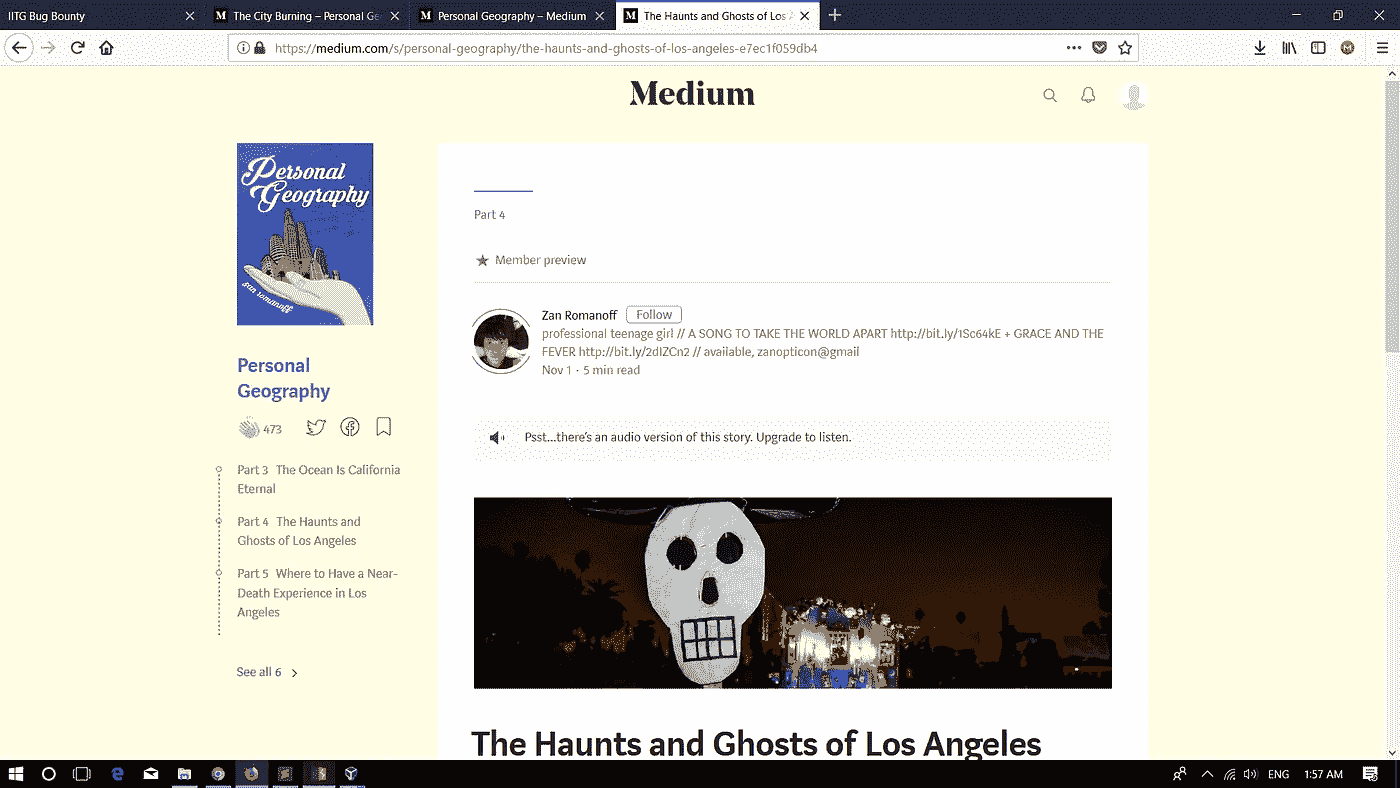 IITG Bug Bounty
The City Burning – Personal Ge
Personal Geography – Medium
The Haunts and Ghosts of Los A
https://medium.com/s/personal-geography/the-haunts-and-ghosts-of-los-angeles-e7ec1f059db4
Medium
Personal
Geography
san romanoff
Personal
Geography
473
Part 3 The Ocean Is California
Eternal
Part 4 The Haunts and
Ghosts of Los Angeles
Part 5 Where to Have a Near-
Death Experience in Los
Angeles
See all 6
Part 4
Member preview
Zan Romanoff Follow
professional teenage girl // A SONG TO TAKE THE WORLD APART http://bit.ly/1Sc64kE + GRACE AND THE
FEVER http://bit.ly/2dIZCn2 // available, zanopticon@gmail
Nov 1 · 5 min read
Psst...there's an audio version of this story. Upgrade to listen.
The Haunts and Ghosts of Los Angeles
ENG
1:57 AM